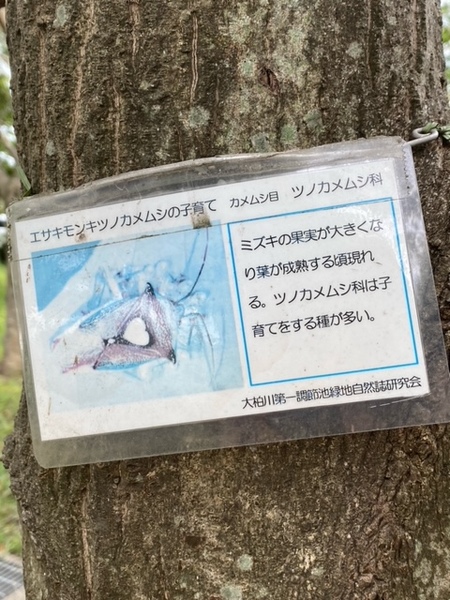 エサキモンキツノカメムシの子育て カメムシ目 ツノカメムシ科
ミズキの果実が大きくな
り葉が成熟する頃現れ
る。ツノカメムシ科は子
育てをする種が多い。
大柏川第一調節池緑地自然誌研究会